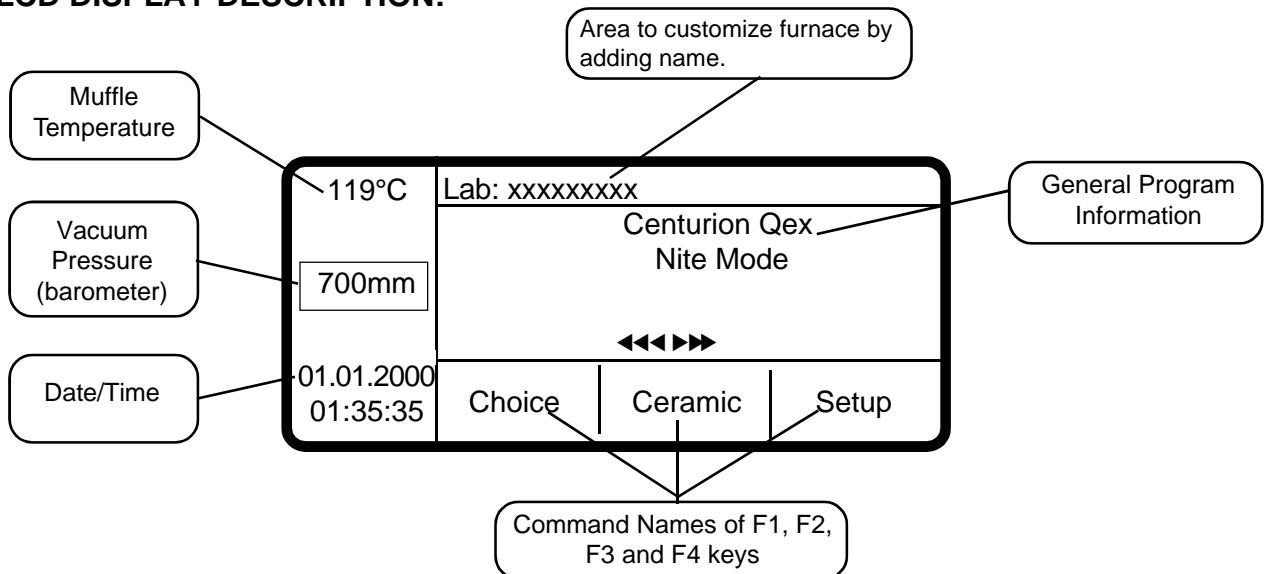 LCD DISPLAY DESCRIPTION:
Area to customize furnace by
adding name.
Muffle
Temperature
119°C
Lab: xxxxxxxxx
General Program
Information
Centurion Qex
Nite Mode
Vacuum
Pressure
(barometer)
700mm
Date/Time
01.01.2000
01:35:35
Choice
Ceramic
Setup
Command Names of F1, F2,
F3 and F4 keys